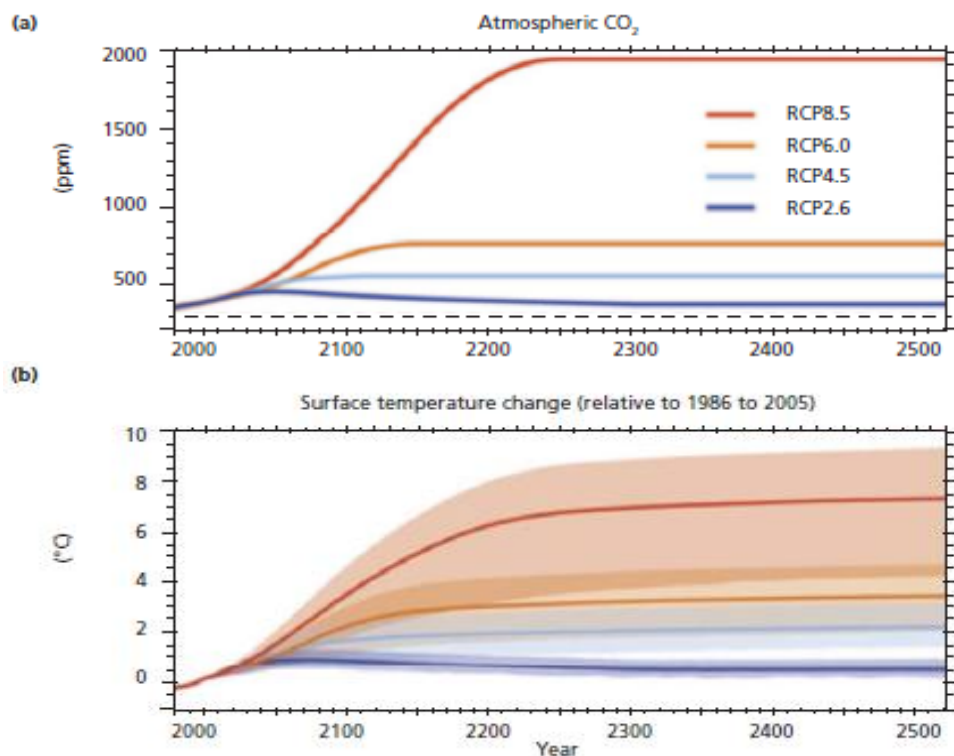 (a)
Atmospheric CO₂
2000
1500
1000
500
(ppm)
RCP8.5
RCP6.0
RCP4.5
RCP2.6
2000 2100 2200 2300 2400 2500
(b)
Surface temperature change (relative to 1986 to 2005)
10
8
6
4
2
0
(°C)
2000 2100 2200 2300 2400 2500
Year